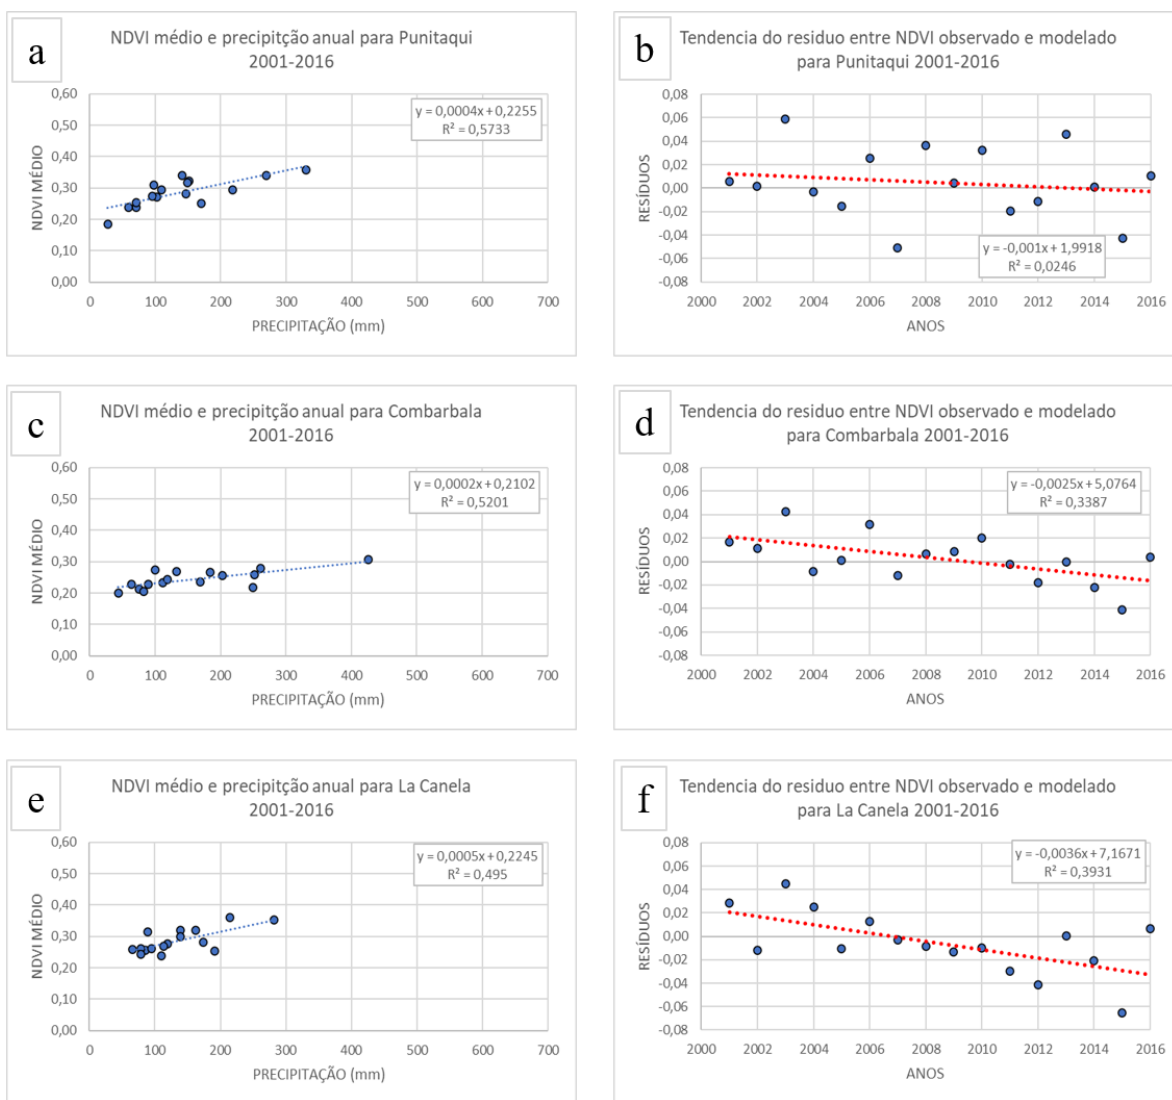 a
NDVI médio e precipitção anual para Punitaqui
2001-2016
0,60
0,50
0,40
0,30
0,20
0,10
0,00
NDVI MÉDIO
y = 0,0004x + 0,2255
R² = 0,5733
0
100
200
300
400
500
600
700
PRECIPITAÇÃO (mm)
b
Tendencia do residuo entre NDVI observado e modelado
para Punitaqui 2001-2016
0,08
0,06
0,04
0,02
0,00
-0,02
-0,04
-0,06
-0,08
RESÍDUOS
y = -0,001x + 1,9918
R² = 0,0246
2000
2002
2004
2006
2008
2010
2012
2014
2016
ANOS
c
NDVI médio e precipitção anual para Combarbala
2001-2016
0,60
0,50
0,40
0,30
0,20
0,10
0,00
NDVI MÉDIO
y = 0,0002x + 0,2102
R² = 0,5201
0
100
200
300
400
500
600
700
PRECIPITAÇÃO (mm)
d
Tendencia do residuo entre NDVI observado e modelado
para Combarbala 2001-2016
0,08
0,06
0,04
0,02
0,00
-0,02
-0,04
-0,06
-0,08
RESÍDUOS
y = -0,0025x + 5,0764
R² = 0,3387
2000
2002
2004
2006
2008
2010
2012
2014
2016
ANOS
e
NDVI médio e precipitção anual para La Canela
2001-2016
0,60
0,50
0,40
0,30
0,20
0,10
0,00
NDVI MÉDIO
y = 0,0005x + 0,2245
R² = 0,495
0
100
200
300
400
500
600
700
PRECIPITAÇÃO (mm)
f
Tendencia do residuo entre NDVI observado e modelado
para La Canela 2001-2016
0,08
0,06
0,04
0,02
0,00
-0,02
-0,04
-0,06
-0,08
RESÍDUOS
y = -0,0036x + 7,1671
R² = 0,3931
2000
2002
2004
2006
2008
2010
2012
2014
2016
ANOS